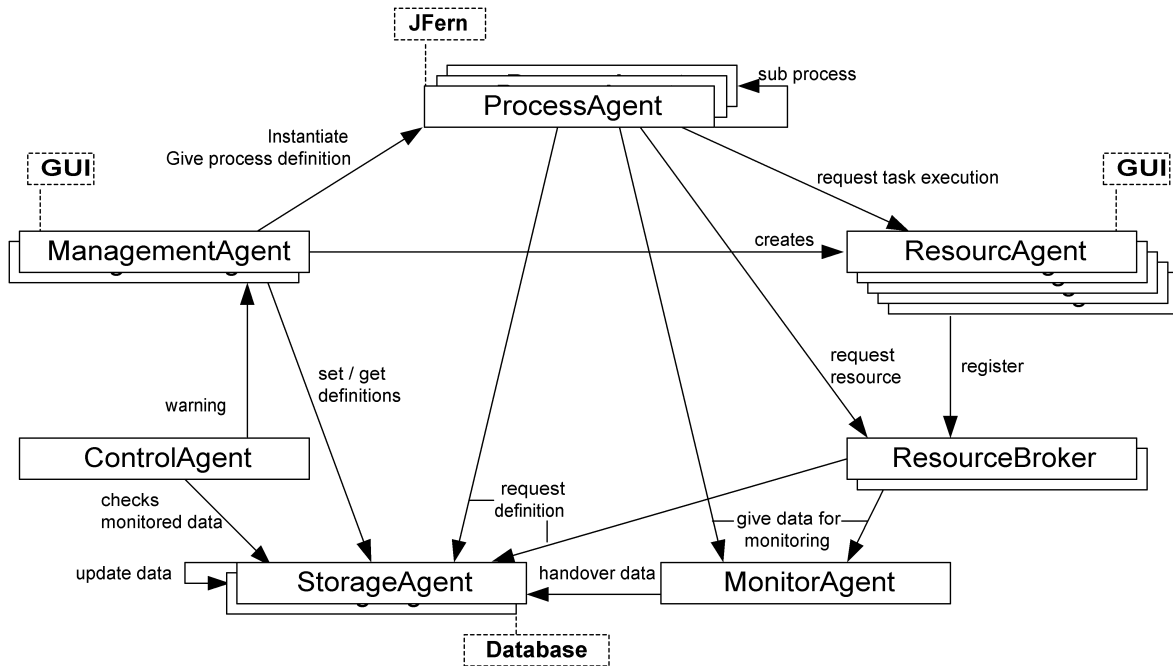 JFern
sub process
ProcessAgent
Instantiate
Give process definition
GUI
GUI
request task execution
ManagementAgent
creates
ResourcAgent
set / get
definitions
request
resource
register
warning
ControlAgent
ResourceBroker
checks
monitored data
request
definition
give data for
monitoring
update data
StorageAgent
handover data
MonitorAgent
Database